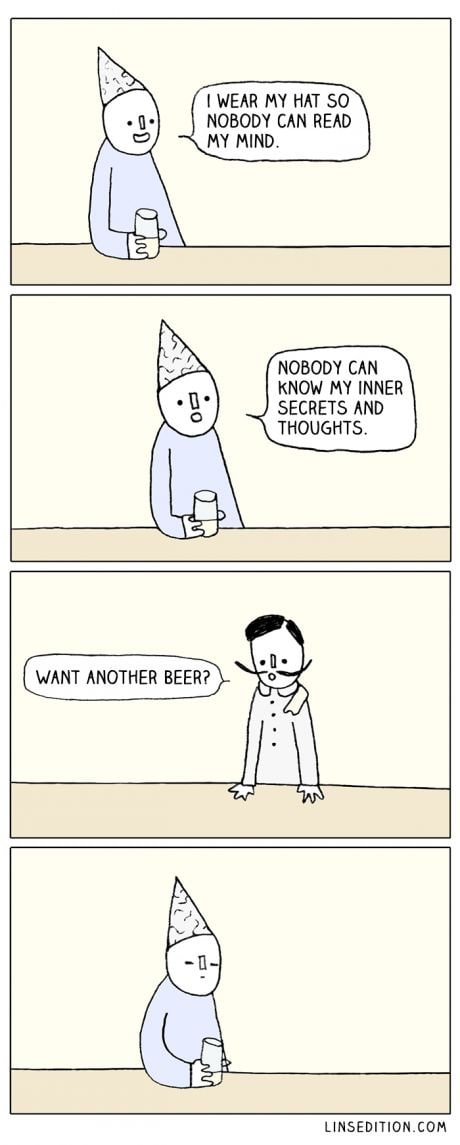 I WEAR MY HAT SO
NOBODY CAN READ
MY MIND.
NOBODY CAN
KNOW MY INNER
SECRETS AND
THOUGHTS.
WANT ANOTHER BEER?
LINSEDITION.COM